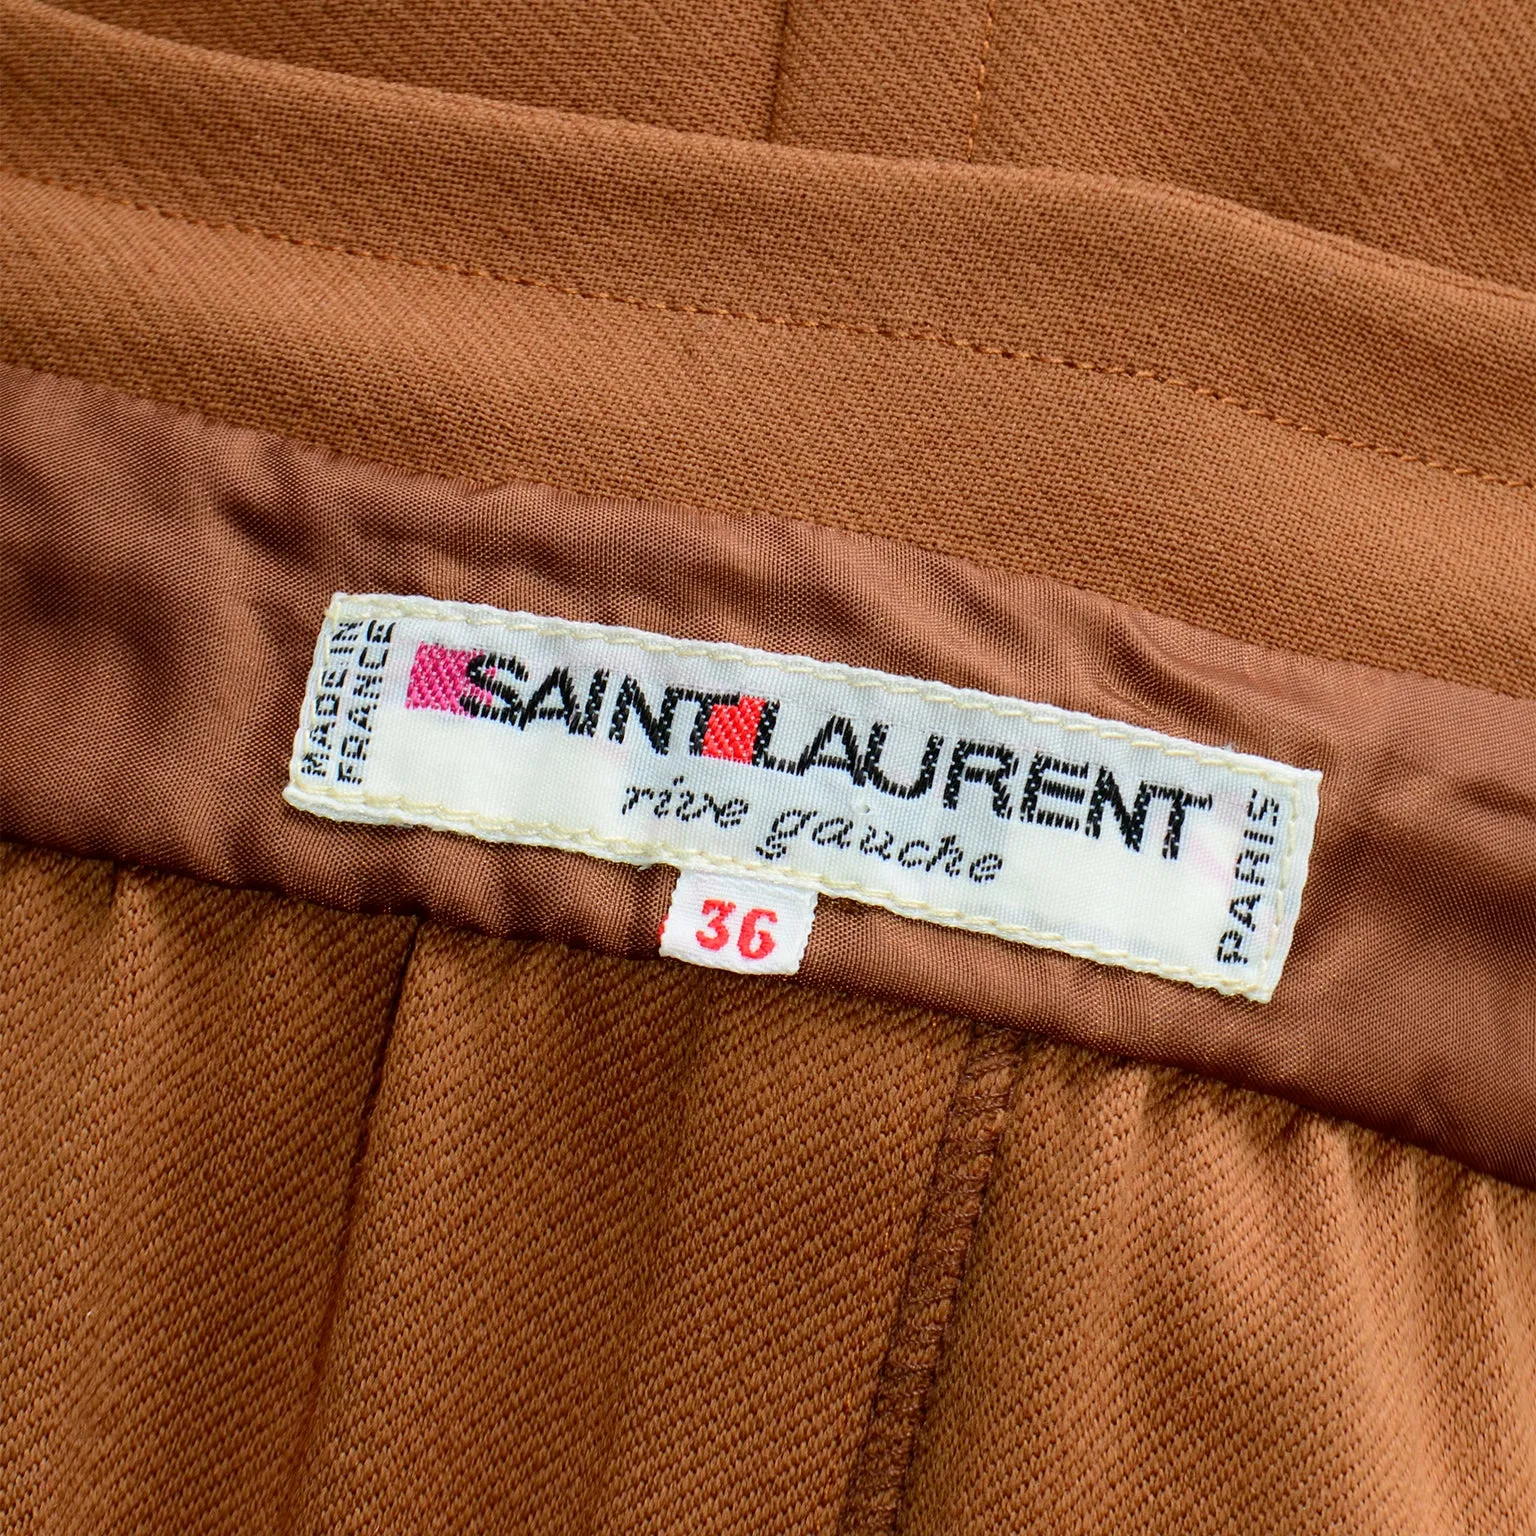 MADE IN
FRANCE
SAINT LAURENT
rive gauche
PARIS
36